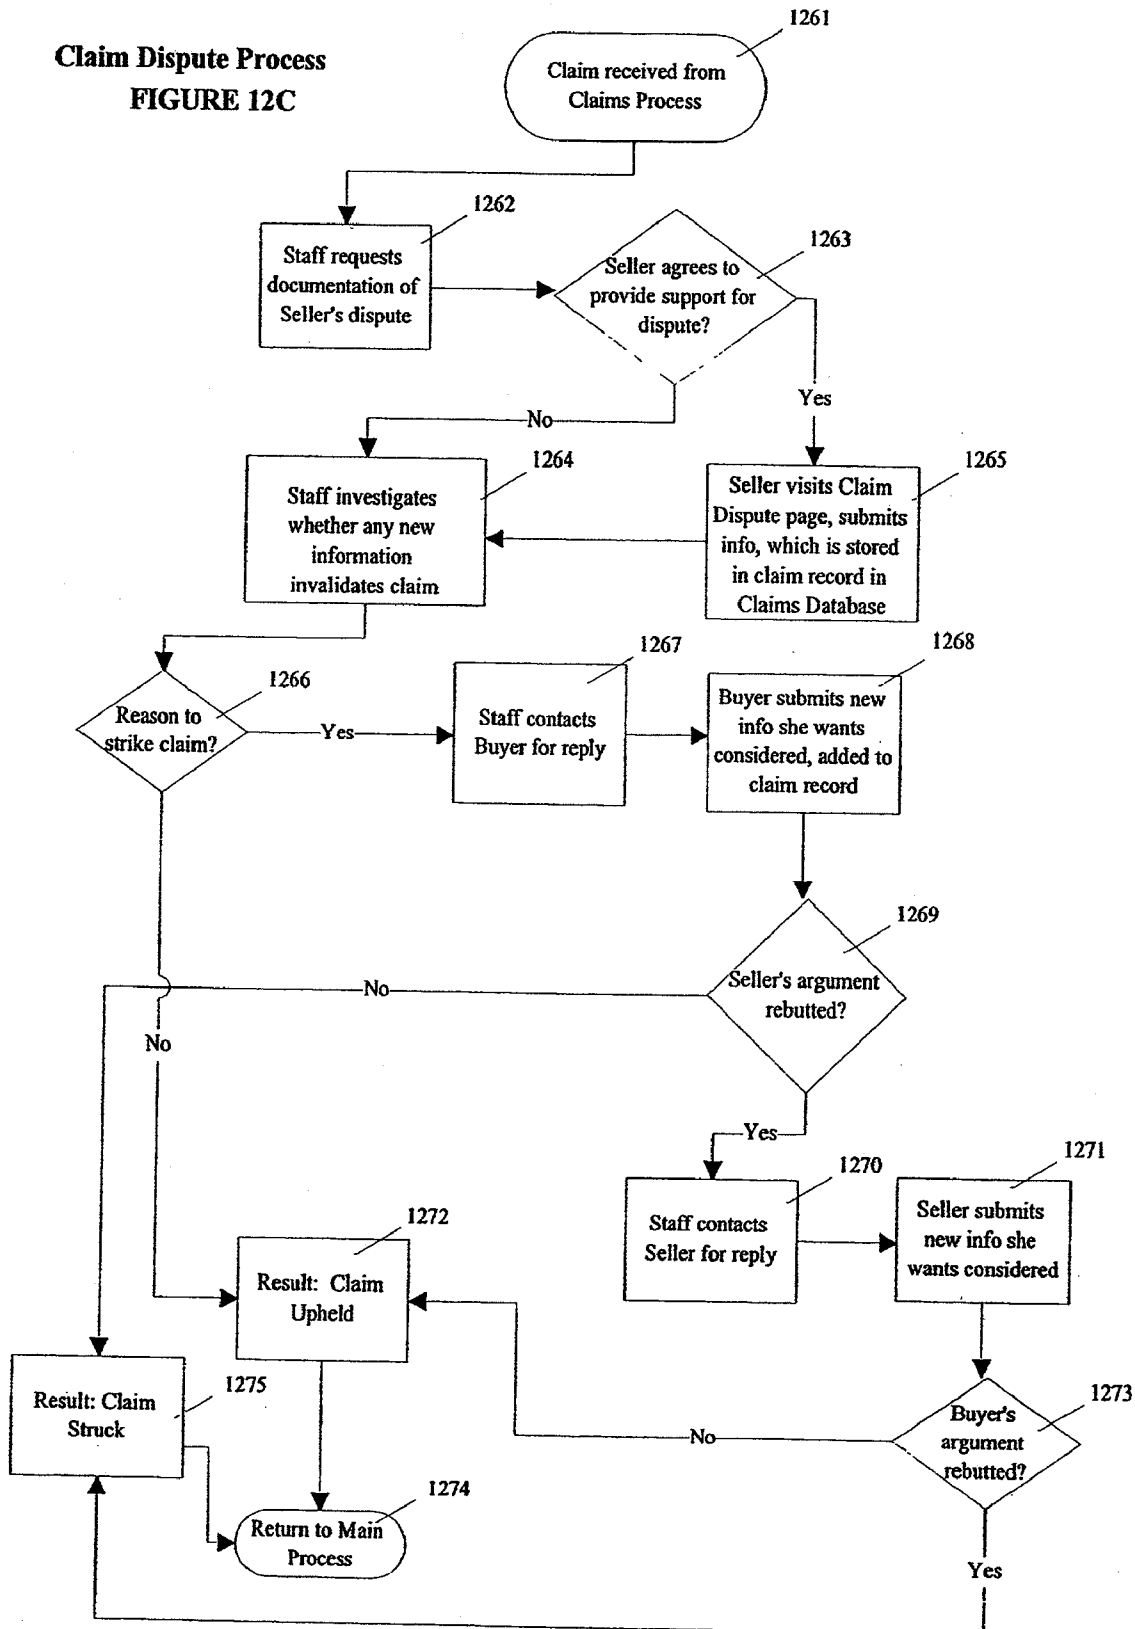 Claim Dispute Process
FIGURE 12C
1261
Claim received from
Claims Process
1262
Staff requests
documentation of
Seller's dispute
1263
Seller agrees to
provide support for
dispute?
Yes
No
1264
Staff investigates
whether any new
information
invalidates claim
1265
Seller visits Claim
Dispute page, submits
info, which is stored
in claim record in
Claims Database
1266
Reason to
strike claim?
Yes
1267
Staff contacts
Buyer for reply
1268
Buyer submits new
info she wants
considered, added to
claim record
1269
Seller's argument
rebutted?
No
No
Yes
1270
Staff contacts
Seller for reply
1271
Seller submits
new info she
wants considered
1272
Result: Claim
Upheld
1275
Result: Claim
Struck
1273
Buyer's
argument
rebutted?
No
1274
Return to Main
Process
Yes